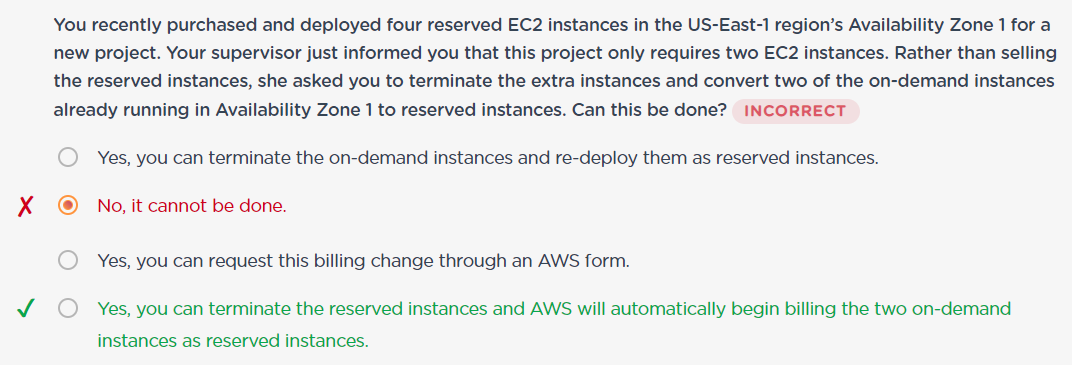 You recently purchased and deployed four reserved EC2 instances in the US-East-1 region’s Availability Zone 1 for a
new project. Your supervisor just informed you that this project only requires two EC2 instances. Rather than selling
the reserved instances, she asked you to terminate the extra instances and convert two of the on-demand instances
already running in Availability Zone 1 to reserved instances. Can this be done? INCORRECT
Yes, you can terminate the on-demand instances and re-deploy them as reserved instances.
No, it cannot be done.
Yes, you can request this billing change through an AWS form.
Yes, you can terminate the reserved instances and AWS will automatically begin billing the two on-demand
instances as reserved instances.